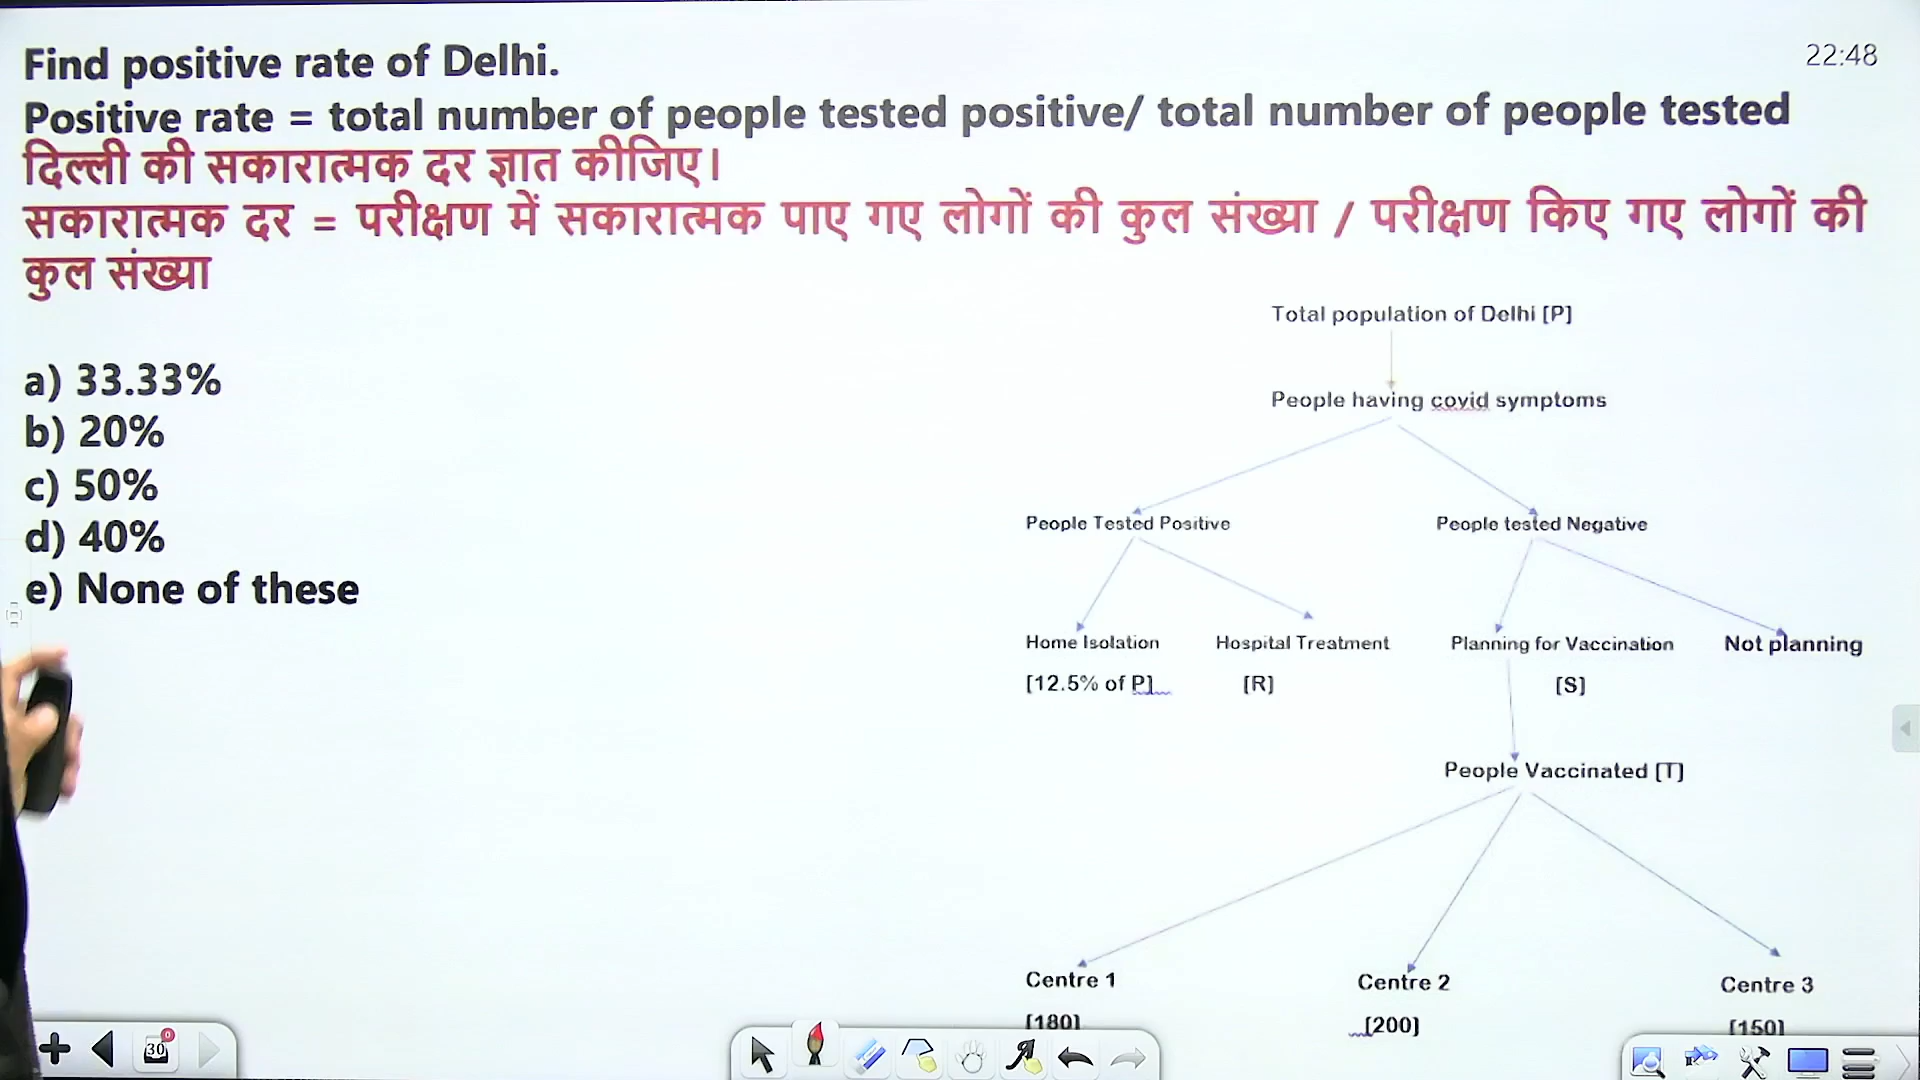 22:48
Find positive rate of Delhi.
Positive rate = total number of people tested positive/ total number of people tested
दिल्ली की सकारात्मक दर ज्ञात कीजिए।
सकारात्मक दर = परीक्षण में सकारात्मक पाए गए लोगों की कुल संख्या / परीक्षण किए गए लोगों की
कुल संख्या
a) 33.33%
b) 20%
c) 50%
d) 40%
e) None of these
Total population of Delhi [P]
People having covid symptoms
People Tested Positive
People tested Negative
Home Isolation
Hospital Treatment
Planning for Vaccination
Not planning
[12.5% of P]
[R]
[S]
People Vaccinated [T]
Centre 1
Centre 2
Centre 3
[180]
[200]
[150]
30
0